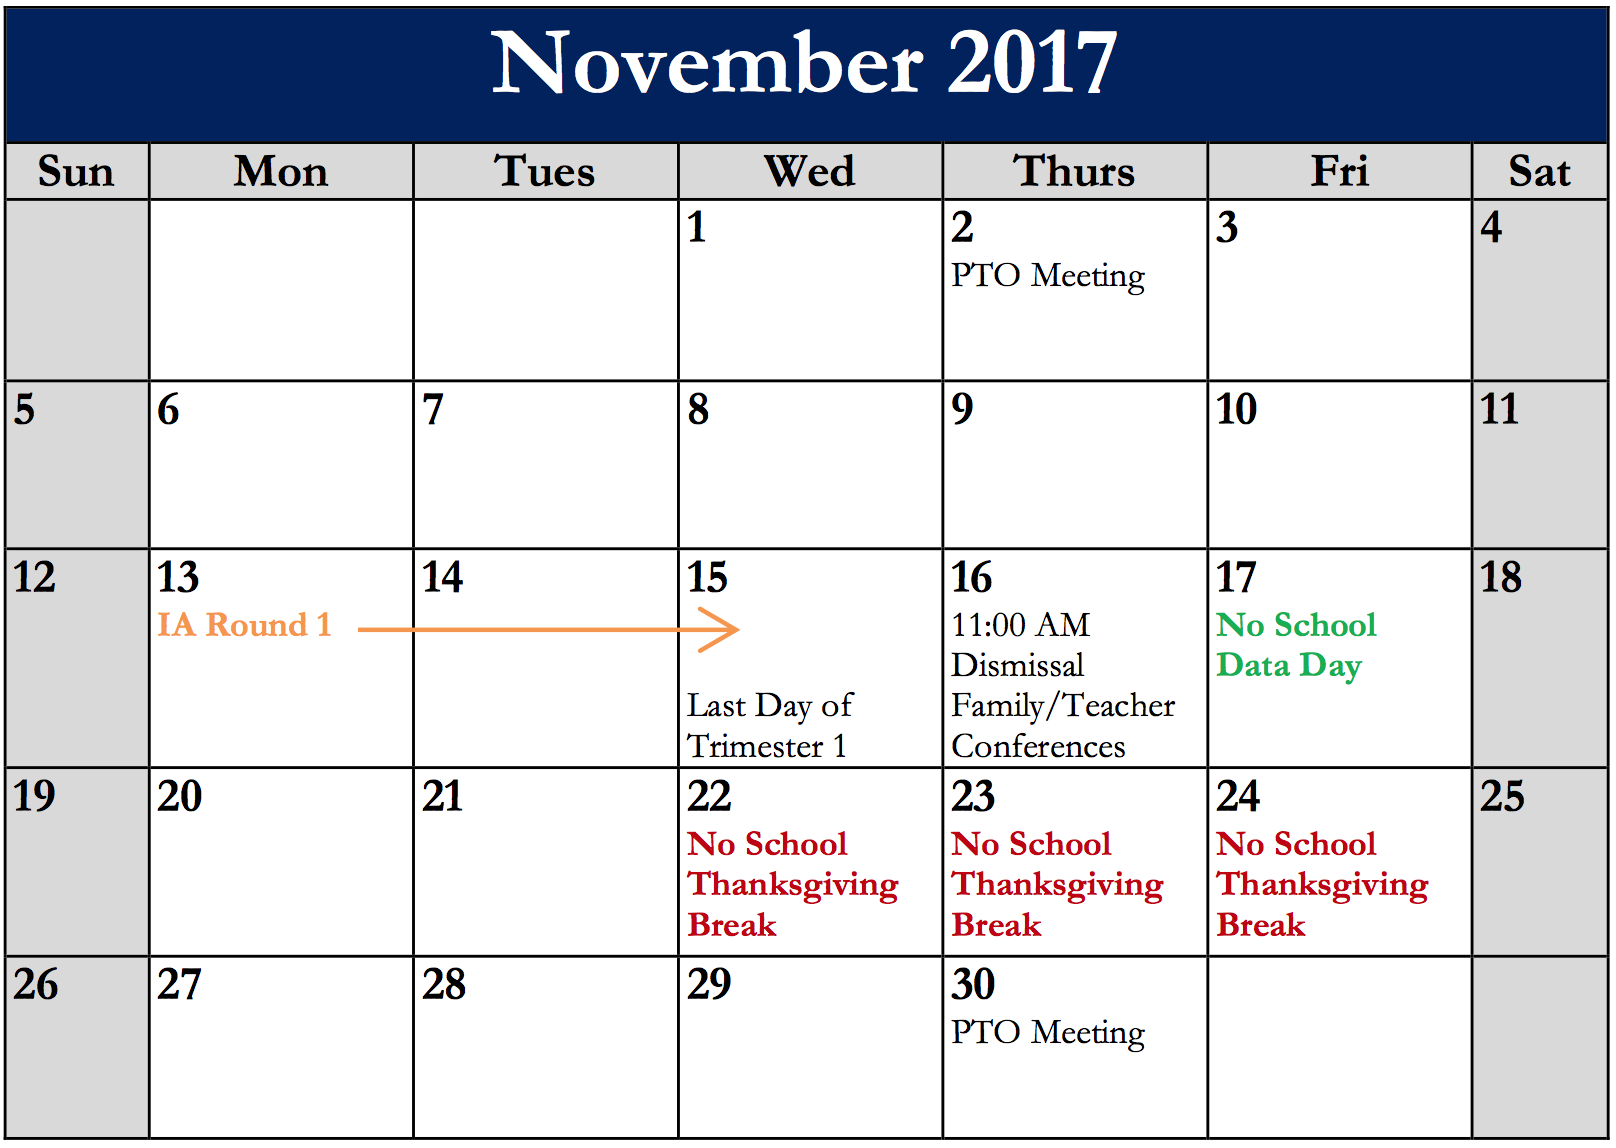 November 2017
Sun Mon Tues Wed Thurs Fri Sat
1 2 3 4
PTO Meeting
5 6 7 8 9 10 11
12 13 14 15 16 17 18
IA Round 1 11:00 AM No School
Dismissal Data Day
Last Day of Family/Teacher
Trimester 1 Conferences
19 20 21 22 23 24 25
No School No School No School
Thanksgiving Thanksgiving Thanksgiving
Break Break Break
26 27 28 29 30
PTO Meeting